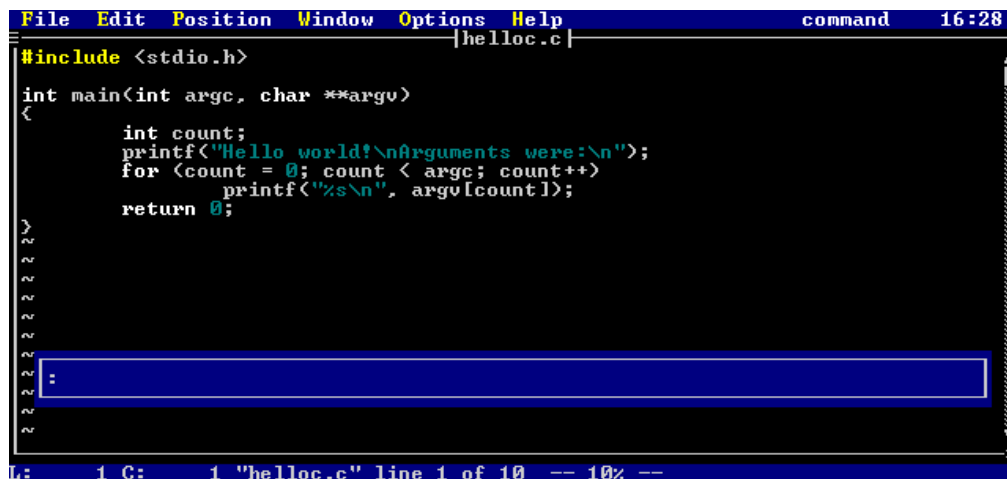 File Edit Position Window Options Help command 16:28
helloc.c
#include <stdio.h>
int main(int argc, char **argv)
{
int count;
printf("Hello world!\nArguments were:\n");
for (count = 0; count < argc; count++)
printf("%s\n", argv[count]);
return 0;
}
~
~
~
~
~
~
~
~
:
~
~
~
L: 1 C: 1 "helloc.c" line 1 of 10 -- 10% --